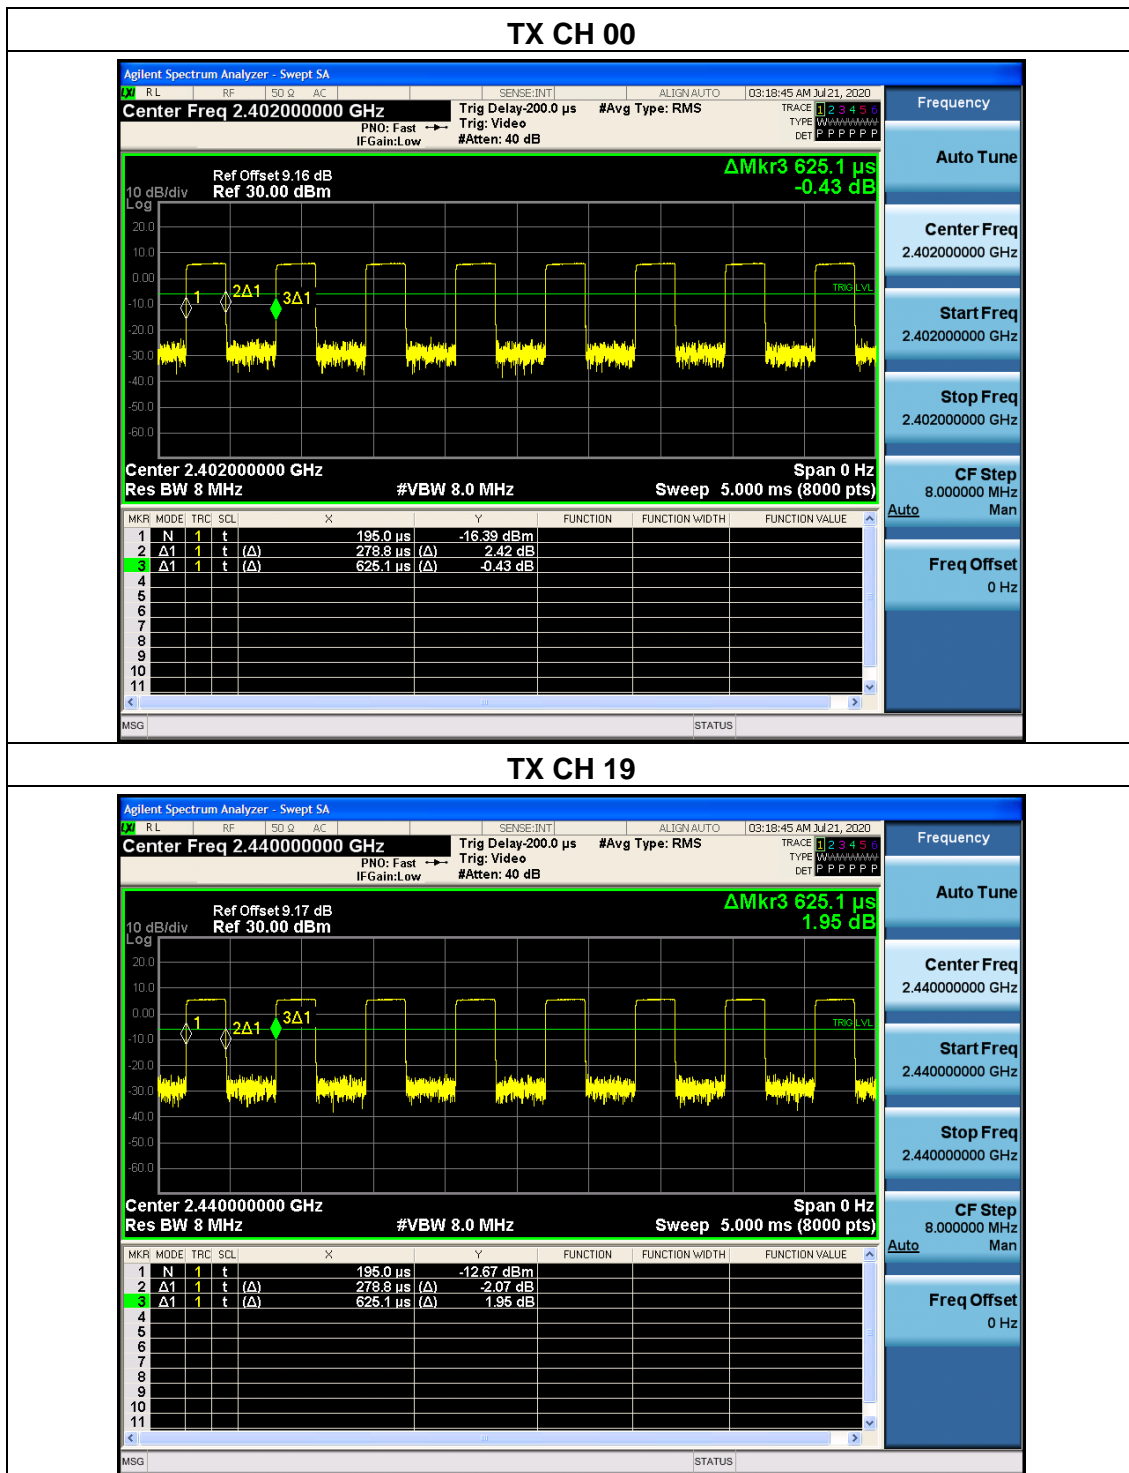 TX CH 00
Agilent Spectrum Analyzer - Swept SA
LXI RL RF 50 Ω AC SENSE:INT ALIGN AUTO 03:18:45 AM Jul 21, 2020
Center Freq 2.402000000 GHz Trig Delay-200.0 µs #Avg Type: RMS TRACE 1 2 3 4 5 6
PNO: Fast Trig: Video TYPE WWWWWW
IFGain:Low #Atten: 40 dB DET P P P P P P
Frequency
ΔMkr3 625.1 µs
-0.43 dB
Ref Offset 9.16 dB
10 dB/div Ref 30.00 dBm
Log
20.0
10.0
0.00
-10.0
-20.0
-30.0
-40.0
-50.0
-60.0
1
2Δ1
3Δ1
TRIG LVL
Center 2.402000000 GHz Span 0 Hz
Res BW 8 MHz #VBW 8.0 MHz Sweep 5.000 ms (8000 pts)
MKR MODE TRC SCL X Y FUNCTION FUNCTION WIDTH FUNCTION VALUE
1 N 1 t 195.0 µs -16.39 dBm
2 Δ1 1 t (Δ) 278.8 µs (Δ) 2.42 dB
3 Δ1 1 t (Δ) 625.1 µs (Δ) -0.43 dB
4
5
6
7
8
9
10
11
MSG STATUS
Auto Tune
Center Freq
2.402000000 GHz
Start Freq
2.402000000 GHz
Stop Freq
2.402000000 GHz
CF Step
8.000000 MHz
Auto Man
Freq Offset
0 Hz
TX CH 19
Agilent Spectrum Analyzer - Swept SA
LXI RL RF 50 Ω AC SENSE:INT ALIGN AUTO 03:18:45 AM Jul 21, 2020
Center Freq 2.440000000 GHz Trig Delay-200.0 µs #Avg Type: RMS TRACE 1 2 3 4 5 6
PNO: Fast Trig: Video TYPE WWWWWW
IFGain:Low #Atten: 40 dB DET P P P P P P
Frequency
ΔMkr3 625.1 µs
1.95 dB
Ref Offset 9.17 dB
10 dB/div Ref 30.00 dBm
Log
20.0
10.0
0.00
-10.0
-20.0
-30.0
-40.0
-50.0
-60.0
1
2Δ1
3Δ1
TRIG LVL
Center 2.440000000 GHz Span 0 Hz
Res BW 8 MHz #VBW 8.0 MHz Sweep 5.000 ms (8000 pts)
MKR MODE TRC SCL X Y FUNCTION FUNCTION WIDTH FUNCTION VALUE
1 N 1 t 195.0 µs -12.67 dBm
2 Δ1 1 t (Δ) 278.8 µs (Δ) -2.07 dB
3 Δ1 1 t (Δ) 625.1 µs (Δ) 1.95 dB
4
5
6
7
8
9
10
11
MSG STATUS
Auto Tune
Center Freq
2.440000000 GHz
Start Freq
2.440000000 GHz
Stop Freq
2.440000000 GHz
CF Step
8.000000 MHz
Auto Man
Freq Offset
0 Hz